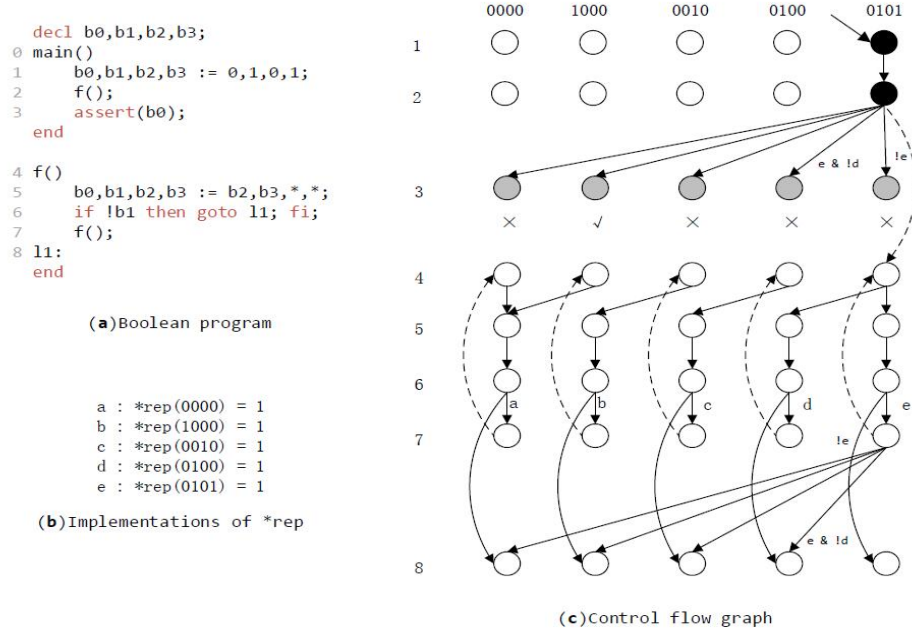 decl b0,b1,b2,b3;
0 main()
1 b0,b1,b2,b3 := 0,1,0,1;
2 f();
3 assert(b0);
end
4 f()
5 b0,b1,b2,b3 := b2,b3,*,*;
6 if !b1 then goto l1; fi;
7 f();
8 l1:
end
(a)Boolean program
a : *rep(0000) = 1
b : *rep(1000) = 1
c : *rep(0010) = 1
d : *rep(0100) = 1
e : *rep(0101) = 1
(b)Implementations of *rep
0000 1000 0010 0100 0101
1
2
e & !d !e
3
× √ × × ×
4
5
6
a b c d e
7
!e
e & !d
8
(c)Control flow graph